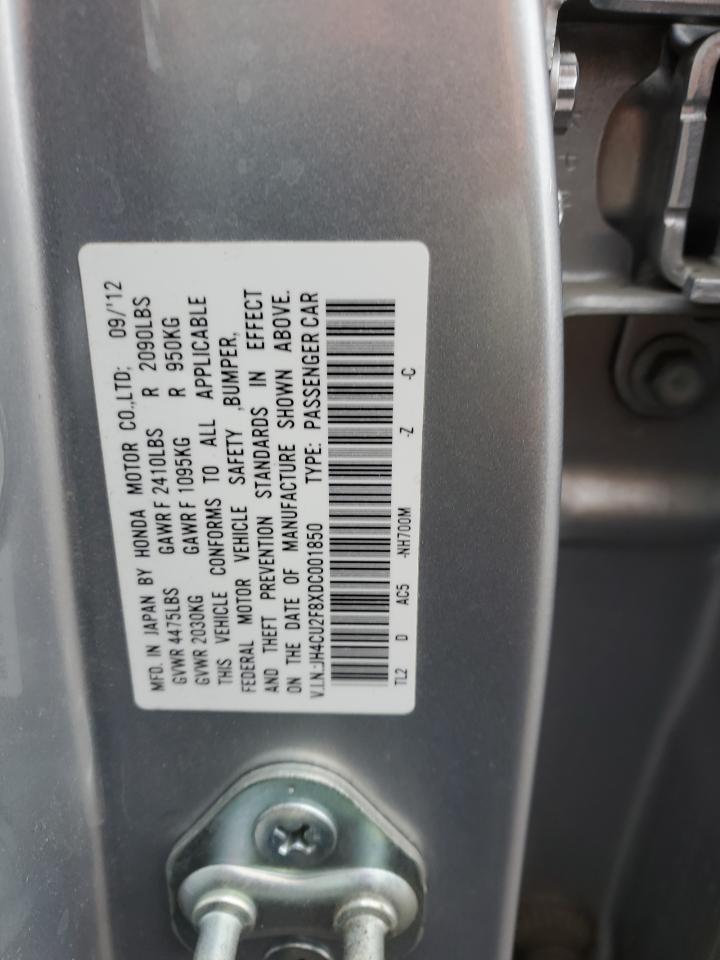 MFD. IN JAPAN BY HONDA MOTOR CO.,LTD; 09/'12
GVWR 4475LBS GAWR F 2410LBS R 2090LBS
GVWR 2030KG GAWR F 1095KG R 950KG
THIS VEHICLE CONFORMS TO ALL APPLICABLE
FEDERAL MOTOR VEHICLE SAFETY ,BUMPER,
AND THEFT PREVENTION STANDARDS IN EFFECT
ON THE DATE OF MANUFACTURE SHOWN ABOVE.
V.I.N.:JH4CU2F8XDC001850 TYPE: PASSENGER CAR
TL2 D AC5 -NH700M -Z -C